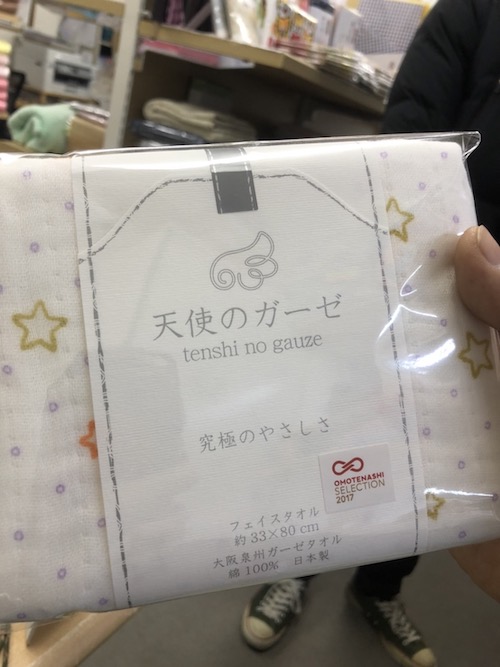 天使のガーゼ
tenshi no gauze
究極のやさしさ
OMOTENASHI
SELECTION
2017
フェイスタオル
約33×80cm
大阪泉州ガーゼタオル
綿100% 日本製